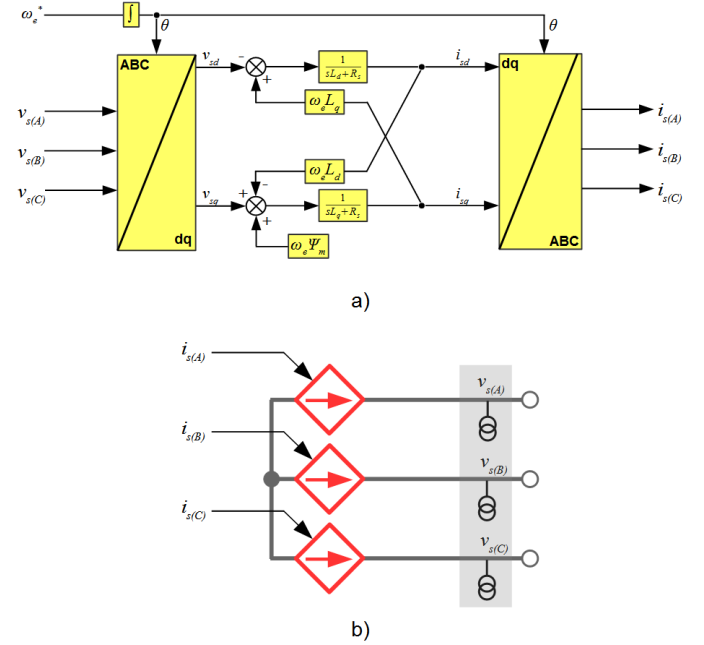 ω_e* ∫ θ θ
ABC v_sd - + 1/(sL_d+R_s) i_sd dq
v_s(A) ω_e L_q i_s(A)
v_s(B) i_s(B)
v_s(C) ω_e L_d i_s(C)
v_sq + - + 1/(sL_q+R_s) i_sq
dq ω_e Ψ_m ABC
a)
i_s(A) v_s(A)
i_s(B) v_s(B)
i_s(C) v_s(C)
b)